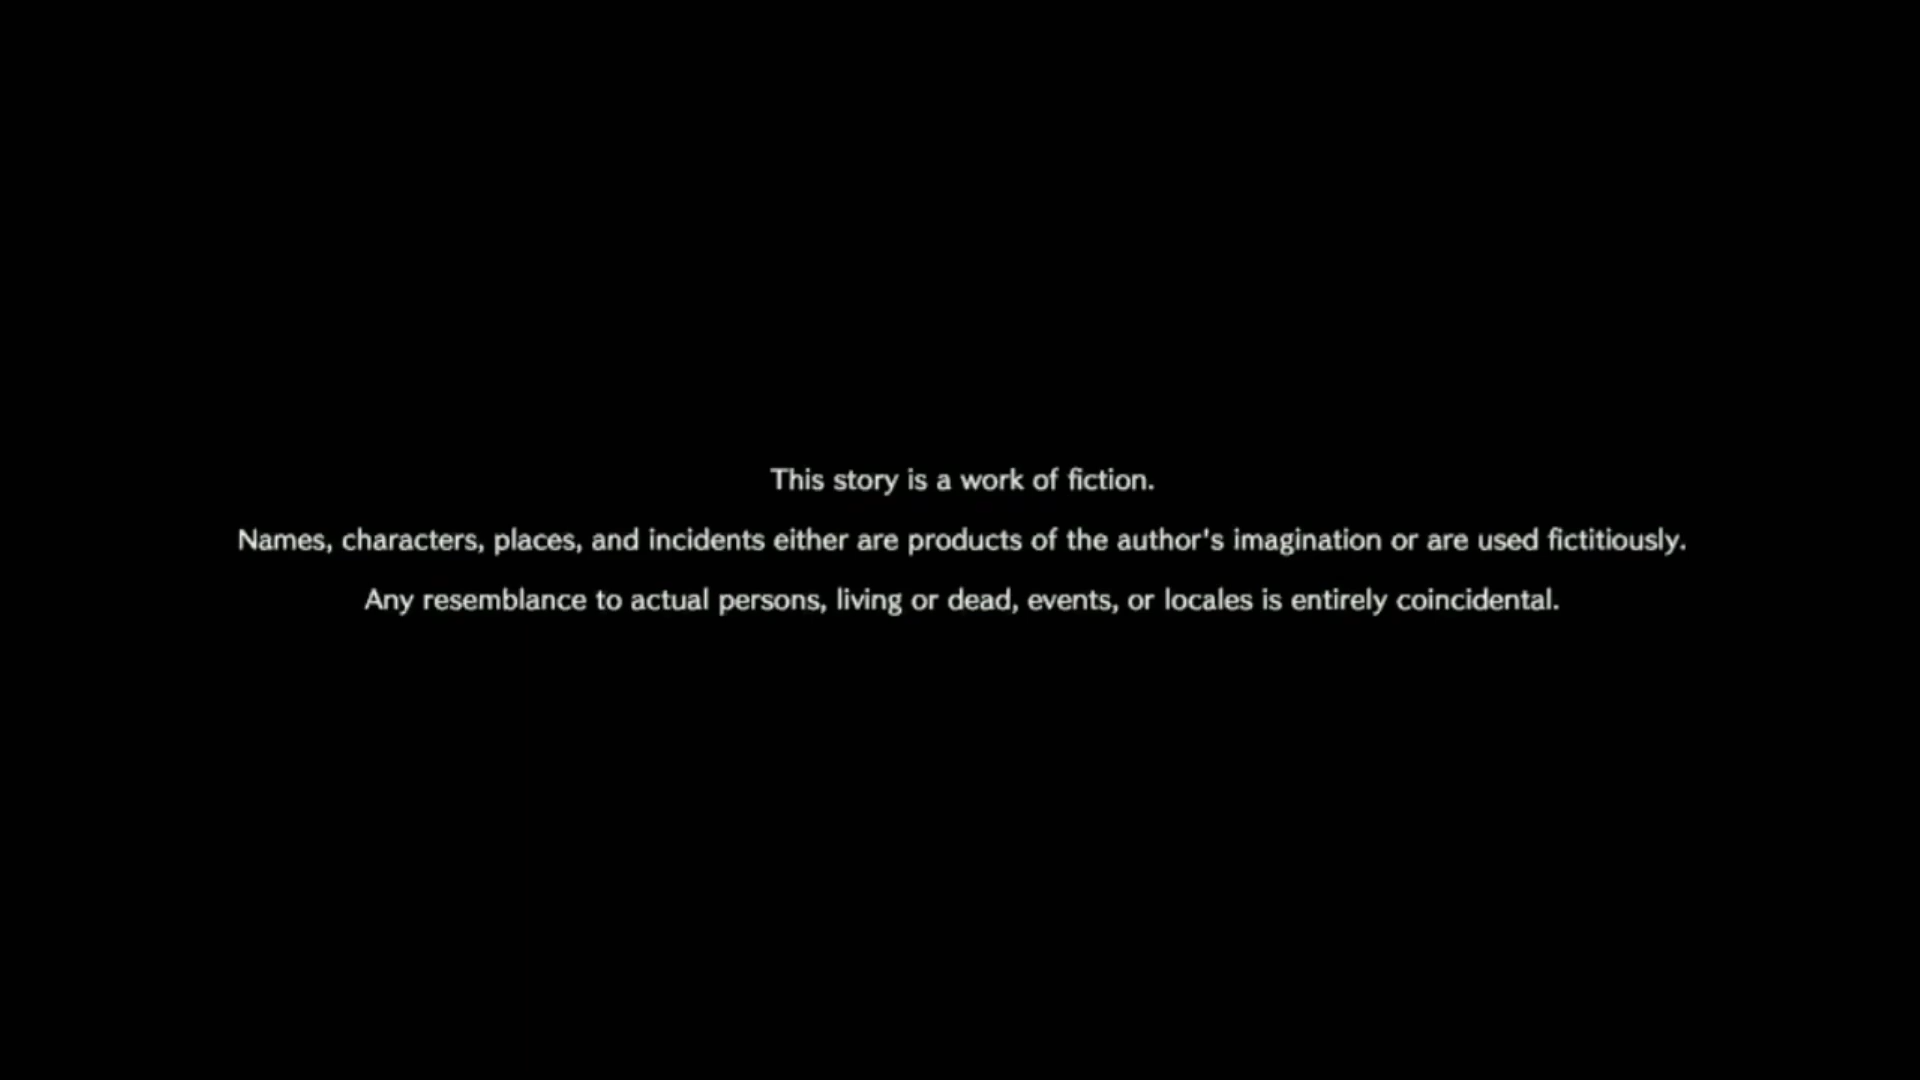 This story is a work of fiction.
Names, characters, places, and incidents either are products of the author's imagination or are used fictitiously.
Any resemblance to actual persons, living or dead, events, or locales is entirely coincidental.